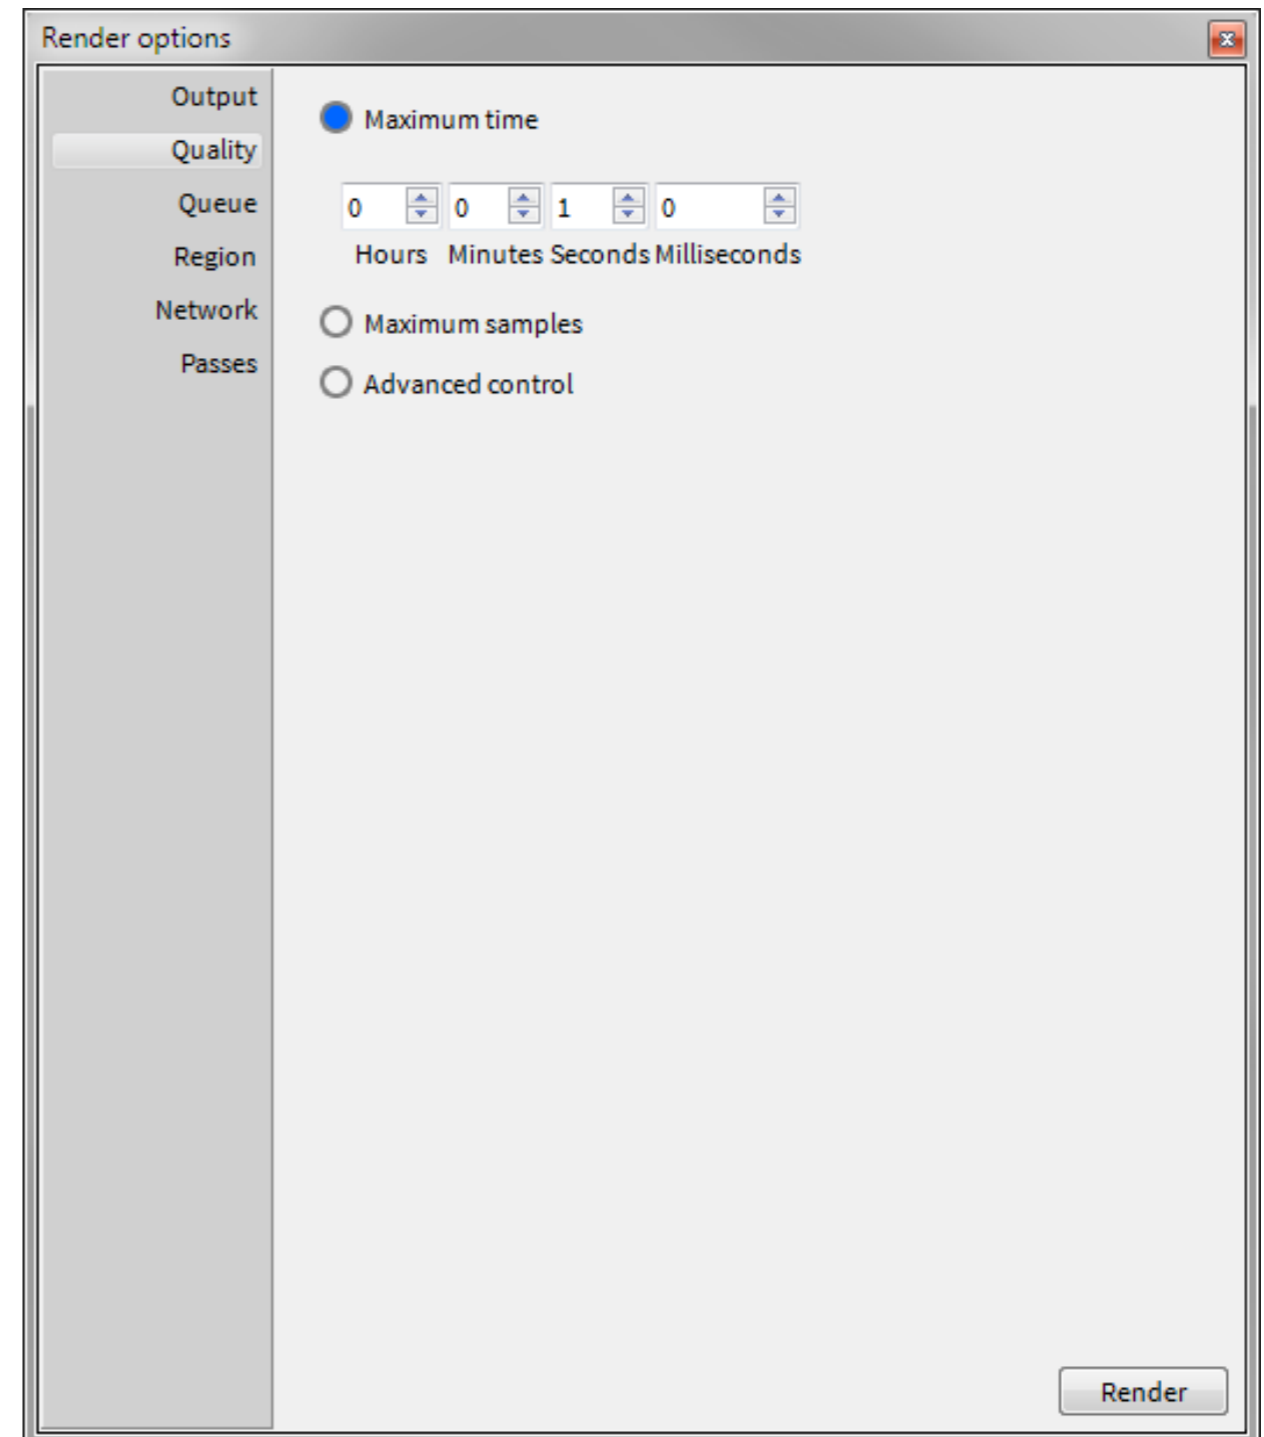 Render options
Output
Quality
Queue
Region
Network
Passes
Maximum time
0 0 1 0
Hours Minutes Seconds Milliseconds
Maximum samples
Advanced control
Render